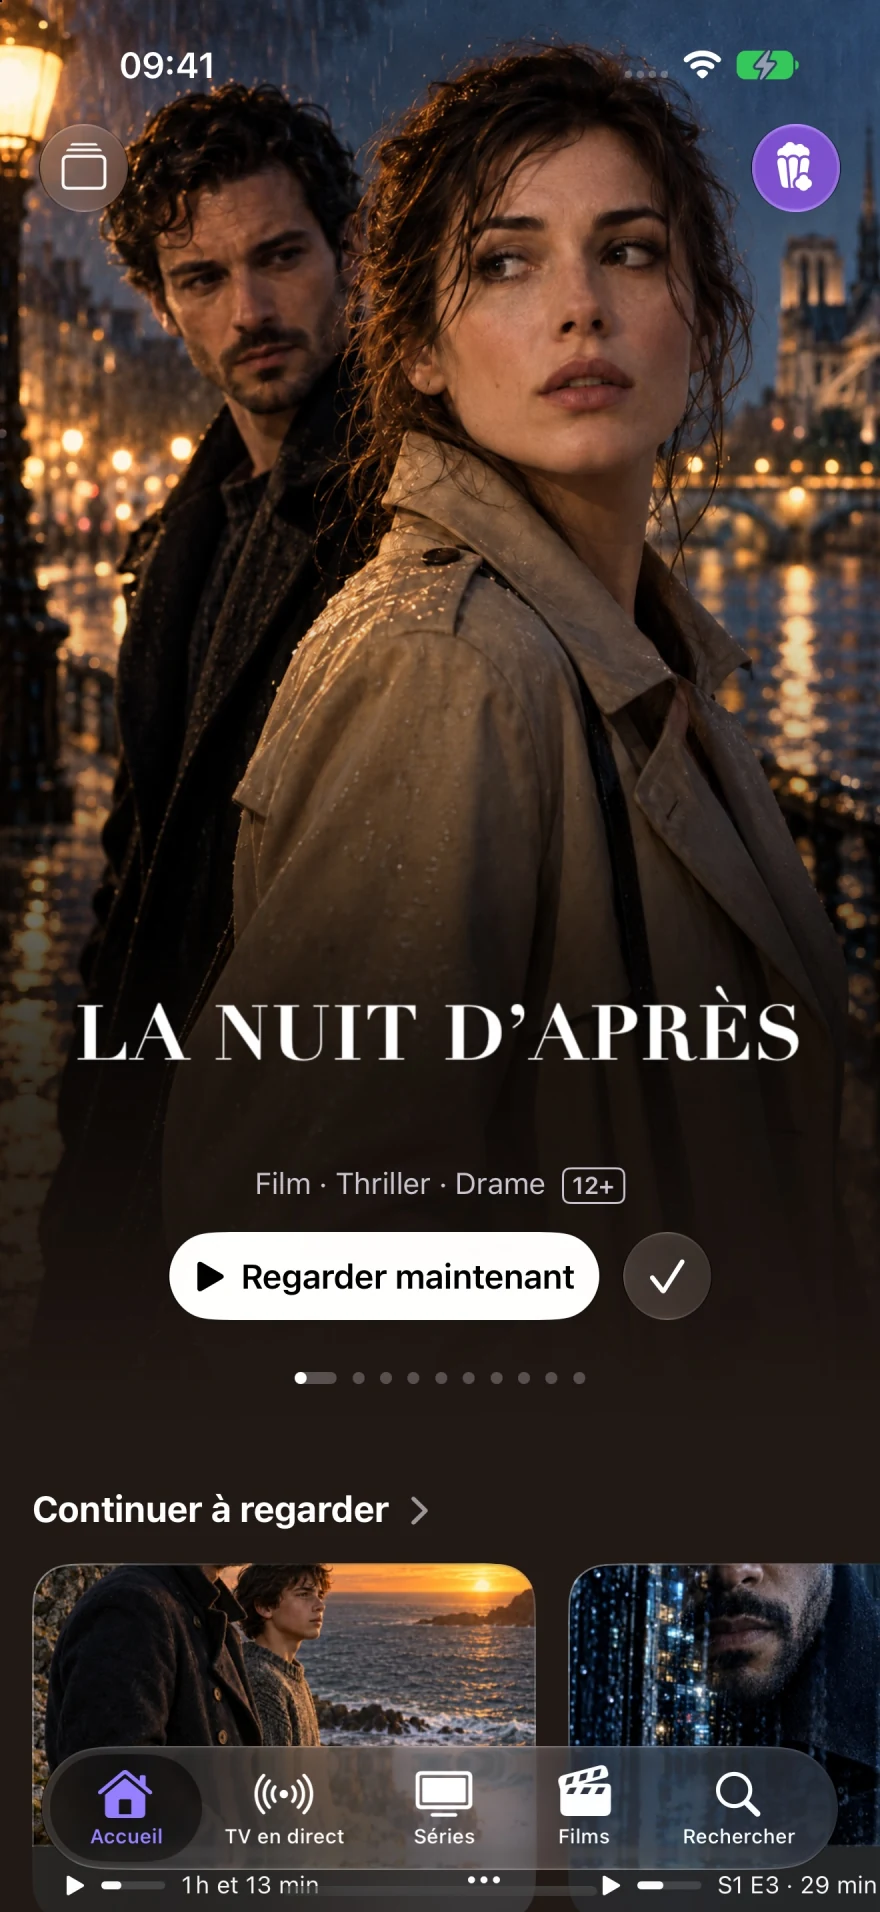 09:41
LA NUIT D’APRÈS
Film · Thriller · Drame 12+
Regarder maintenant
Continuer à regarder
Accueil
TV en direct
Séries
Films
Rechercher
1h et 13 min
S1 E3 · 29 min